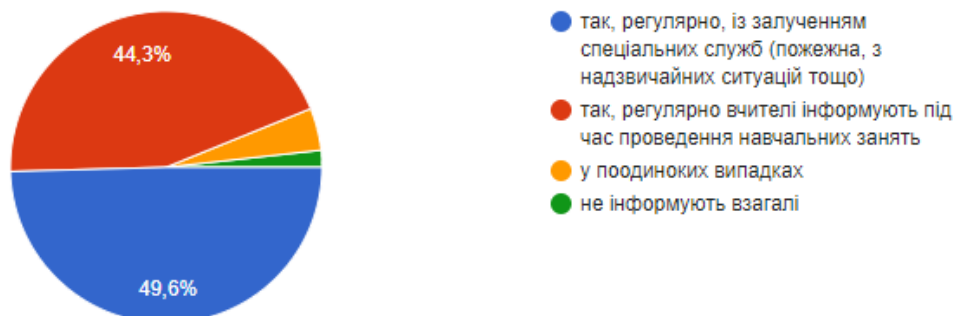 44,3%
49,6%
так, регулярно, із залученням
спеціальних служб (пожежна, з
надзвичайних ситуацій тощо)
так, регулярно вчителі інформують під
час проведення навчальних занять
у поодиноких випадках
не інформують взагалі